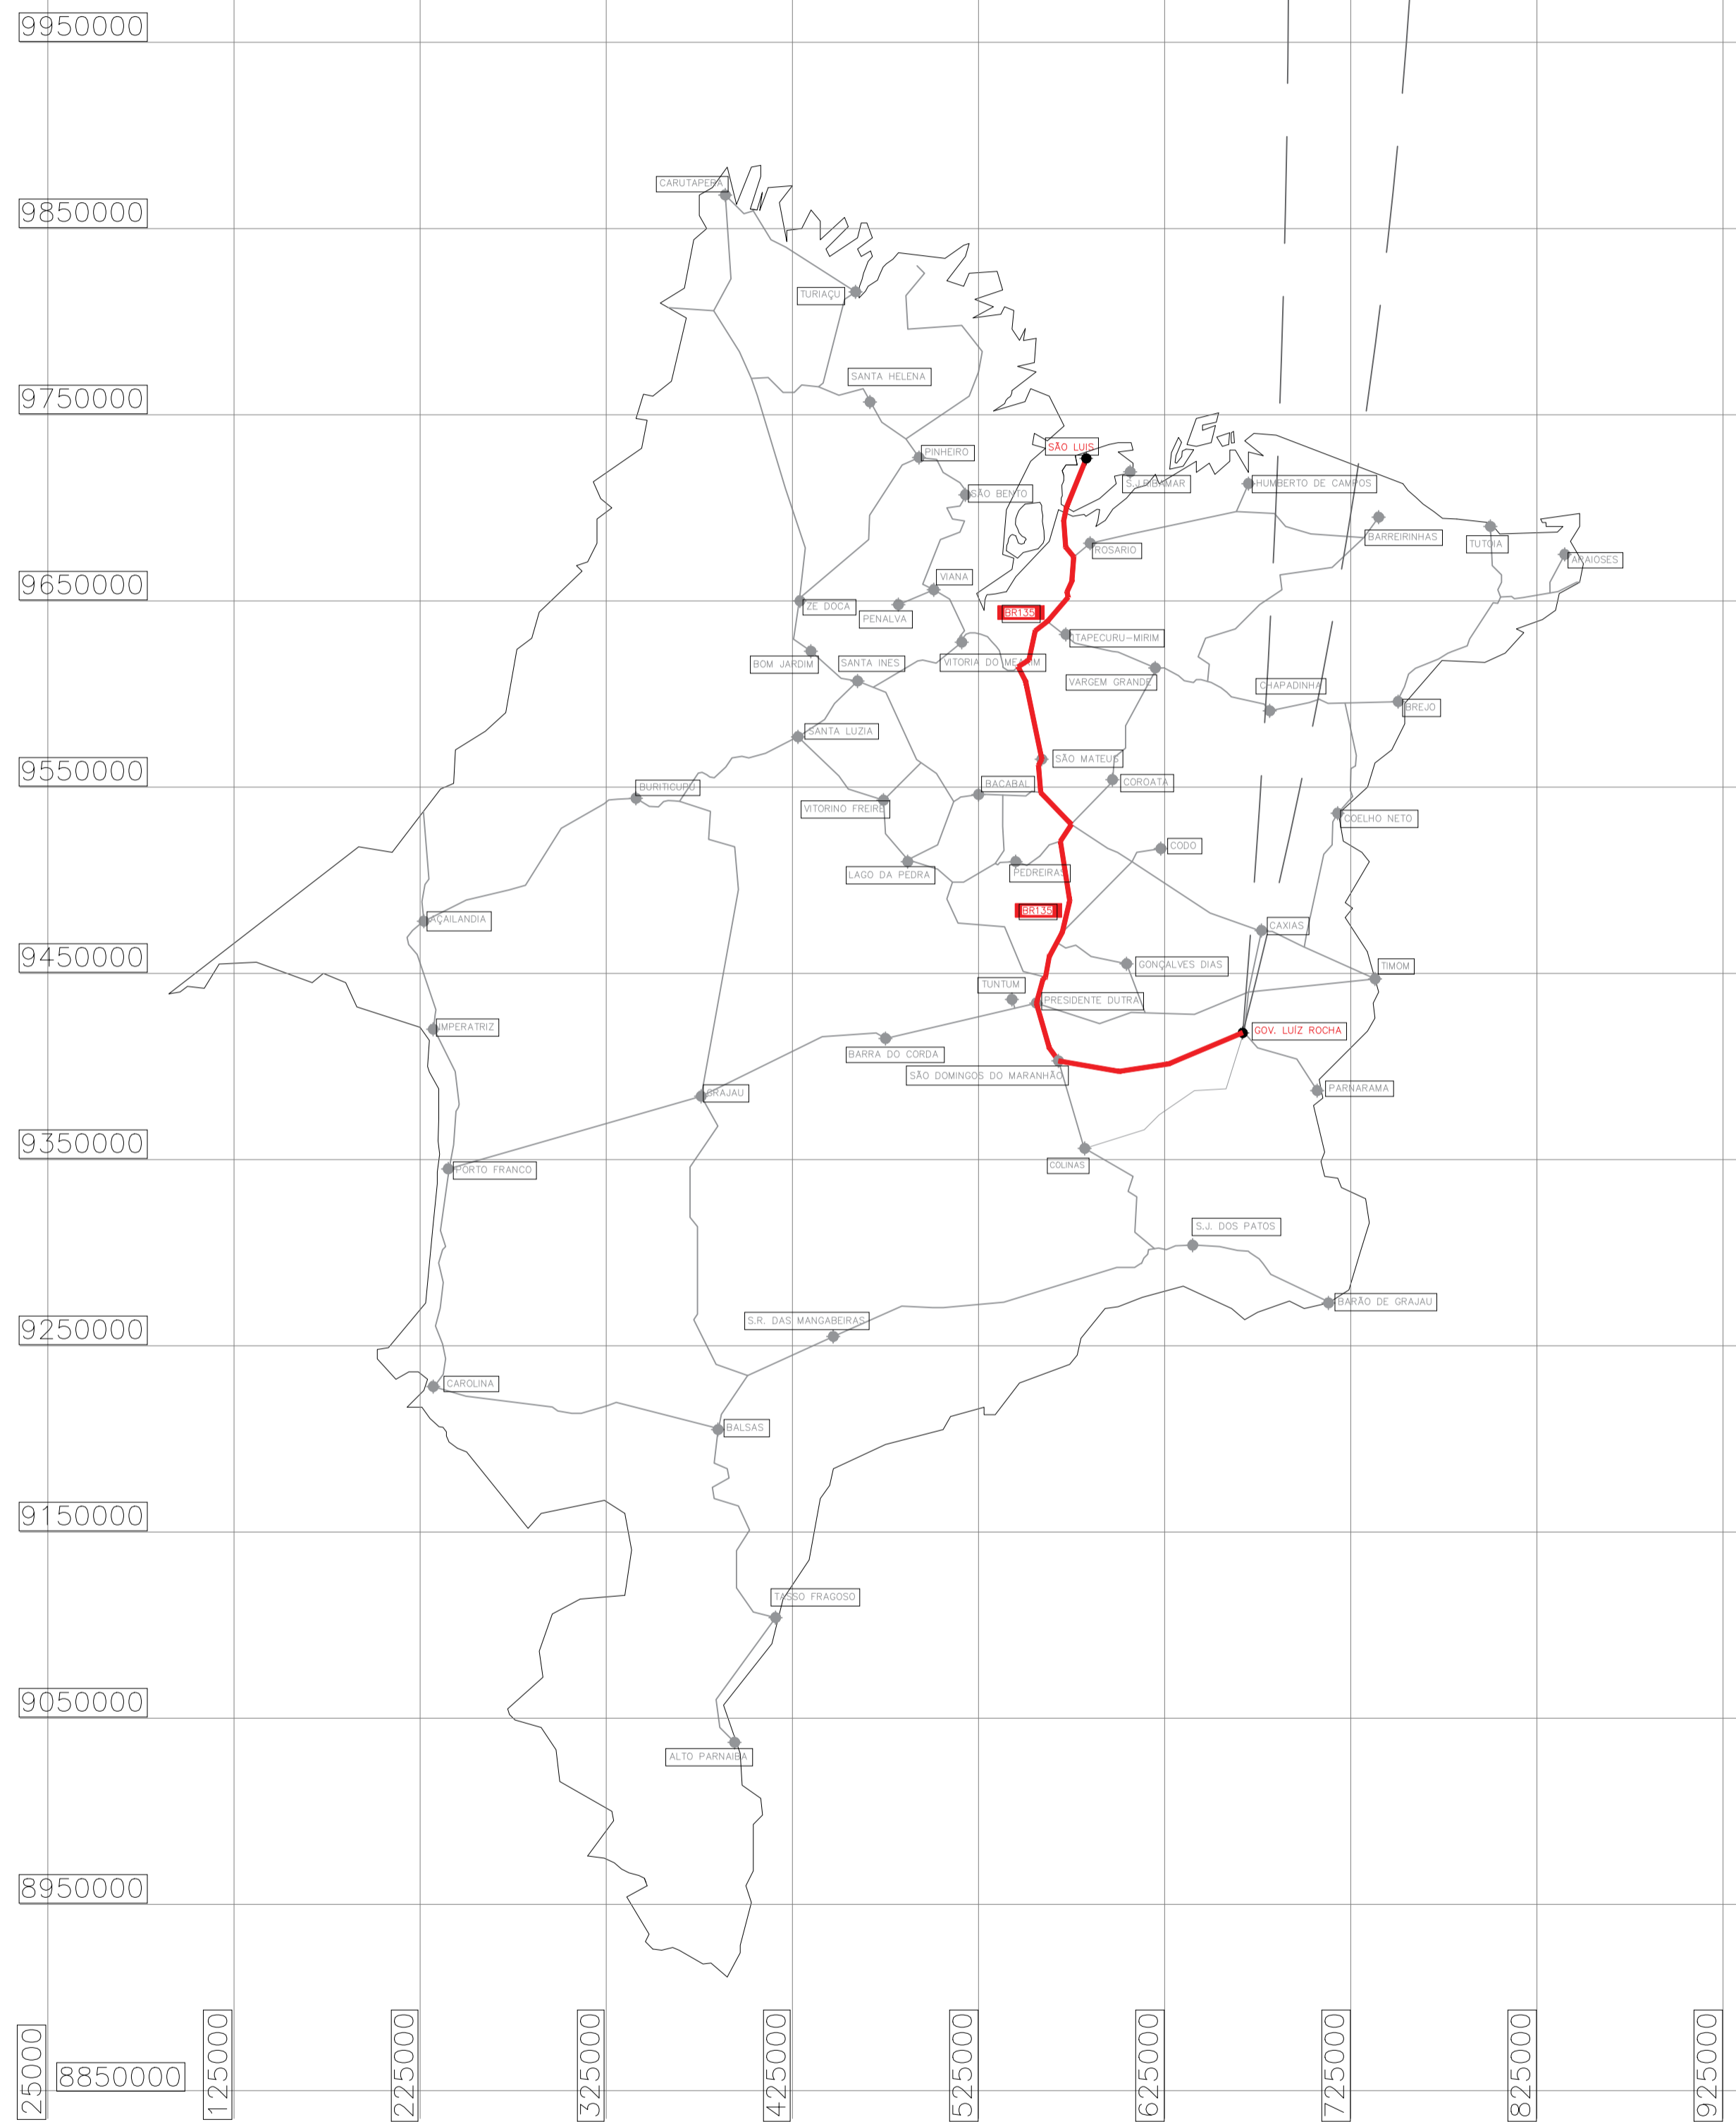 9950000
CARUTAPERA
9850000
TURIAÇU
SANTA HELENA
9750000
SÃO LUIS
PINHEIRO
S.J.RIBAMAR
HUMBERTO DE CAMPOS
SÃO BENTO
BARREIRINHAS
TUTOIA
ROSARIO
ARAIOSES
VIANA
9650000
ZE DOCA
BR135
PENALVA
ITAPECURU-MIRIM
BOM JARDIM
SANTA INES
VITORIA DO MEARIM
VARGEM GRANDE
CHAPADINHA
BREJO
SANTA LUZIA
SÃO MATEUS
9550000
BURITICUPU
BACABAL
COROATA
VITORINO FREIRE
COELHO NETO
CODO
LAGO DA PEDRA
PEDREIRAS
BR135
AÇAILANDIA
CAXIAS
9450000
GONÇALVES DIAS
TIMOM
TUNTUM
PRESIDENTE DUTRA
IMPERATRIZ
GOV. LUÍZ ROCHA
BARRA DO CORDA
SÃO DOMINGOS DO MARANHÃO
GRAJAU
PARNARAMA
9350000
PORTO FRANCO
COLINAS
S.J. DOS PATOS
BARÃO DE GRAJAU
9250000
S.R. DAS MANGABEIRAS
CAROLINA
BALSAS
9150000
TASSO FRAGOSO
9050000
ALTO PARNAIBA
8950000
8850000
25000
125000
225000
325000
425000
525000
625000
725000
825000
925000